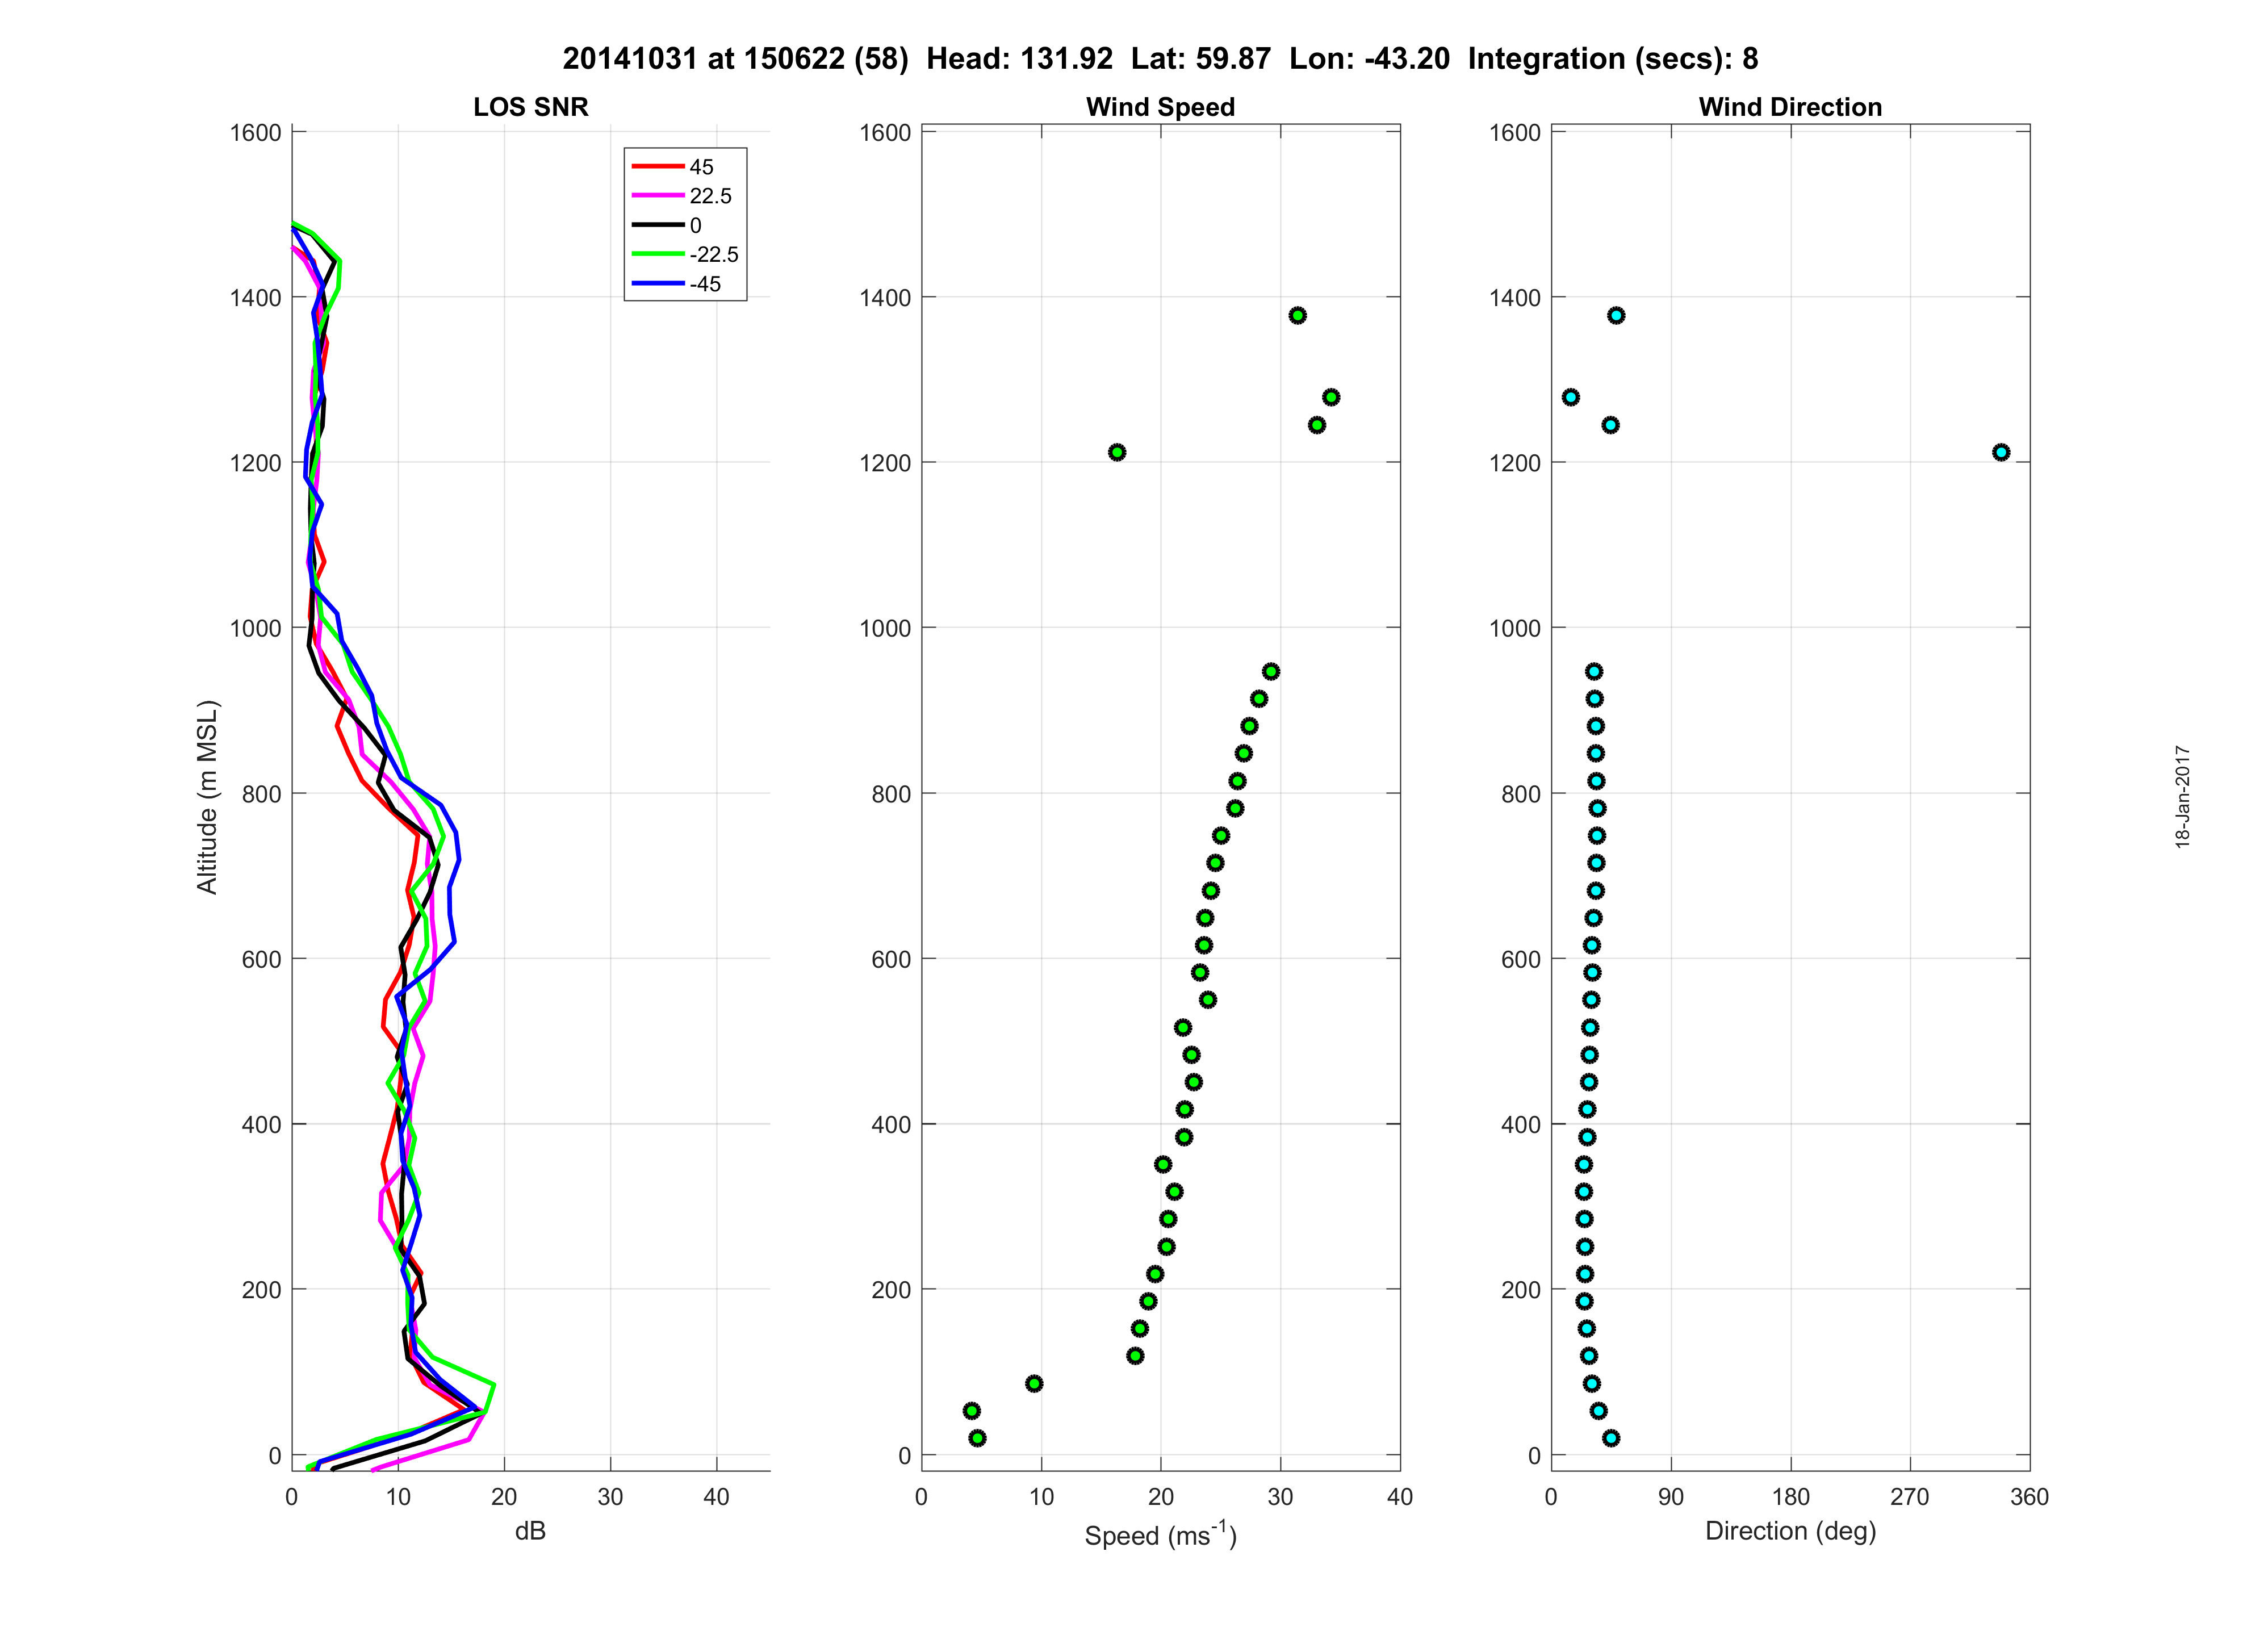 20141031 at 150622 (58)  Head: 131.92  Lat: 59.87  Lon: -43.20  Integration (secs): 8
LOS SNR
1600
1400
1200
1000
800
600
400
200
0
Altitude (m MSL)
0 10 20 30 40
dB
45
22.5
0
-22.5
-45
Wind Speed
1600
1400
1200
1000
800
600
400
200
0
0 10 20 30 40
Speed (ms⁻¹)
Wind Direction
1600
1400
1200
1000
800
600
400
200
0
0 90 180 270 360
Direction (deg)
18-Jan-2017